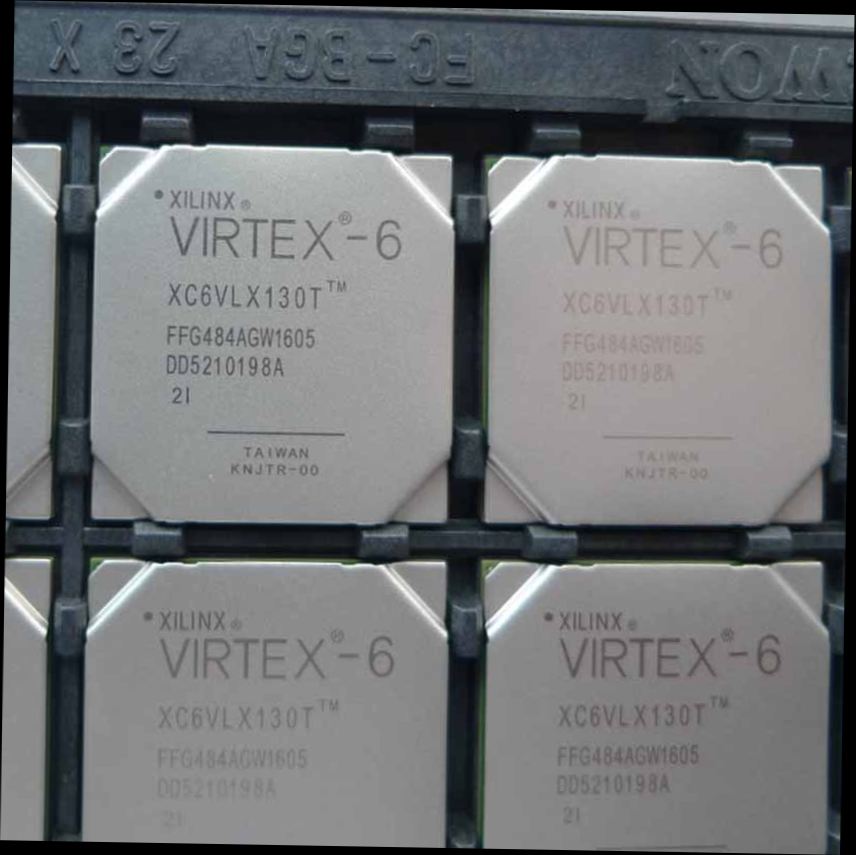 FC-BGA 23 X
WON
XILINX®
VIRTEX®-6
XC6VLX130T™
FFG484AGW1605
DD5210198A
2I
TAIWAN
KNJTR-00
XILINX®
VIRTEX®-6
XC6VLX130T™
FFG484AGW1605
DD5210198A
2I
TAIWAN
KNJTR-00
XILINX®
VIRTEX®-6
XC6VLX130T™
FFG484AGW1605
DD5210198A
2I
XILINX®
VIRTEX®-6
XC6VLX130T™
FFG484AGW1605
DD5210198A
2I